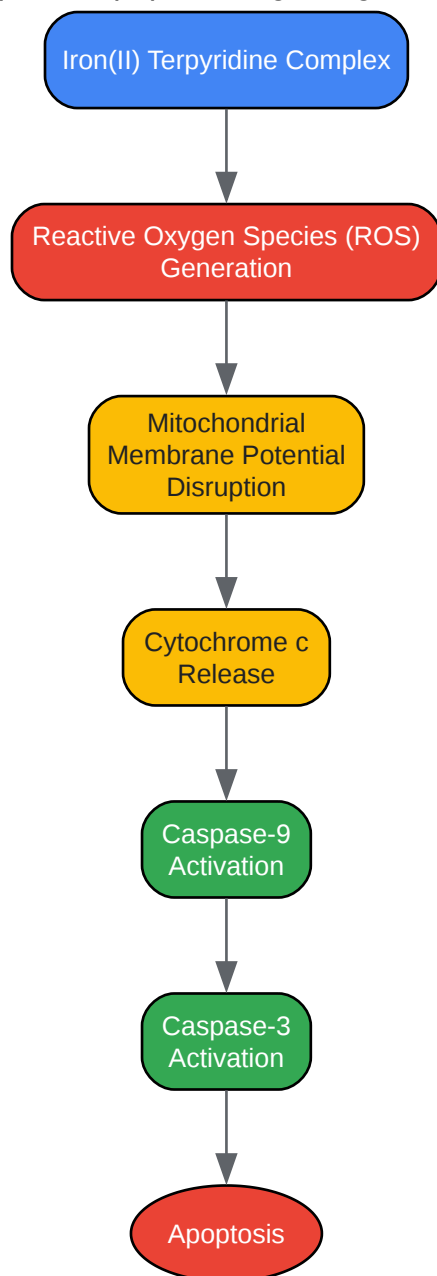 Iron(II) Terpyridine Complex
Reactive Oxygen Species (ROS)
Generation
Mitochondrial
Membrane Potential
Disruption
Cytochrome c
Release
Caspase-9
Activation
Caspase-3
Activation
Apoptosis